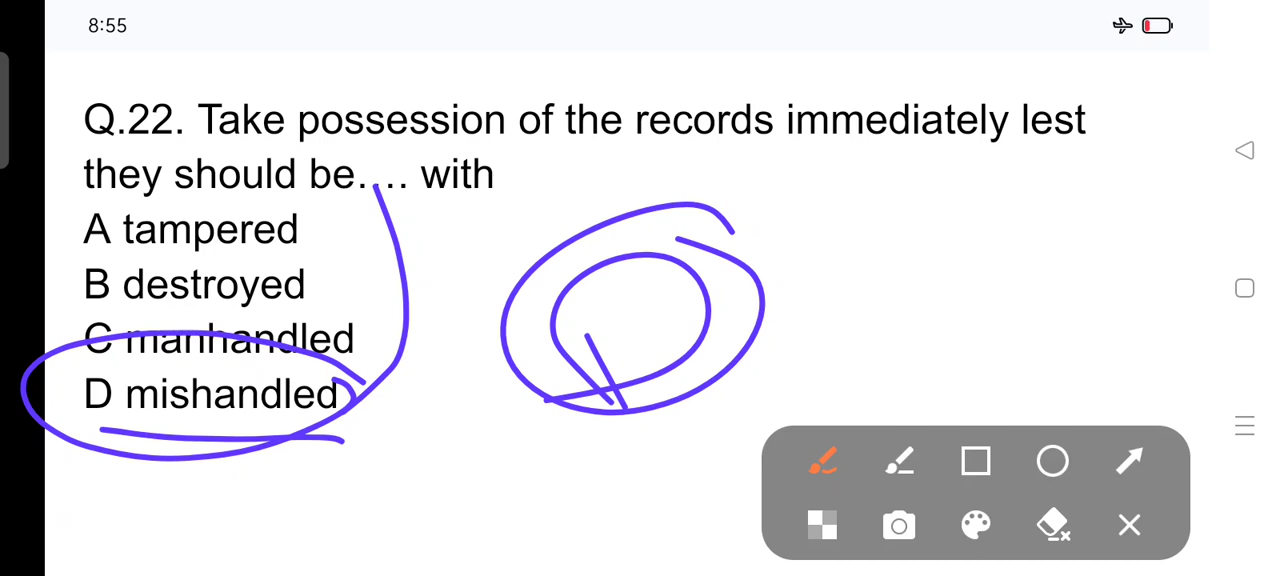 8:55
Q.22. Take possession of the records immediately lest
they should be.... with
A tampered
B destroyed
C manhandled
D mishandled